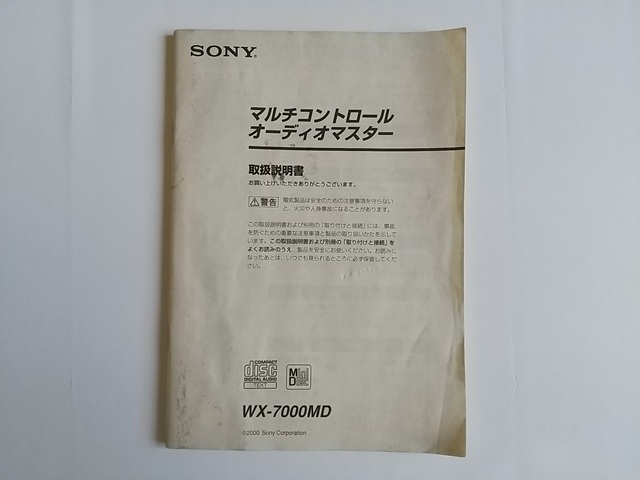 SONY®
マルチコントロール
オーディオマスター
取扱説明書
お買い上げいただきありがとうございます。
警告
電気製品は安全のための注意事項を守らない
と、火災や人身事故になることがあります。
この取扱説明書および別冊の「取り付けと接続」には、事故
を防ぐための重要な注意事項と製品の取り扱いかたを示して
います。この取扱説明書および別冊の「取り付けと接続」を
よくお読みのうえ、製品を安全にお使いください。お読みに
なったあとは、いつでも見られるところに必ず保管してくだ
さい。
COMPACT
disc
DIGITAL AUDIO
TEXT
Mini
Disc
WX-7000MD
©2000 Sony Corporation